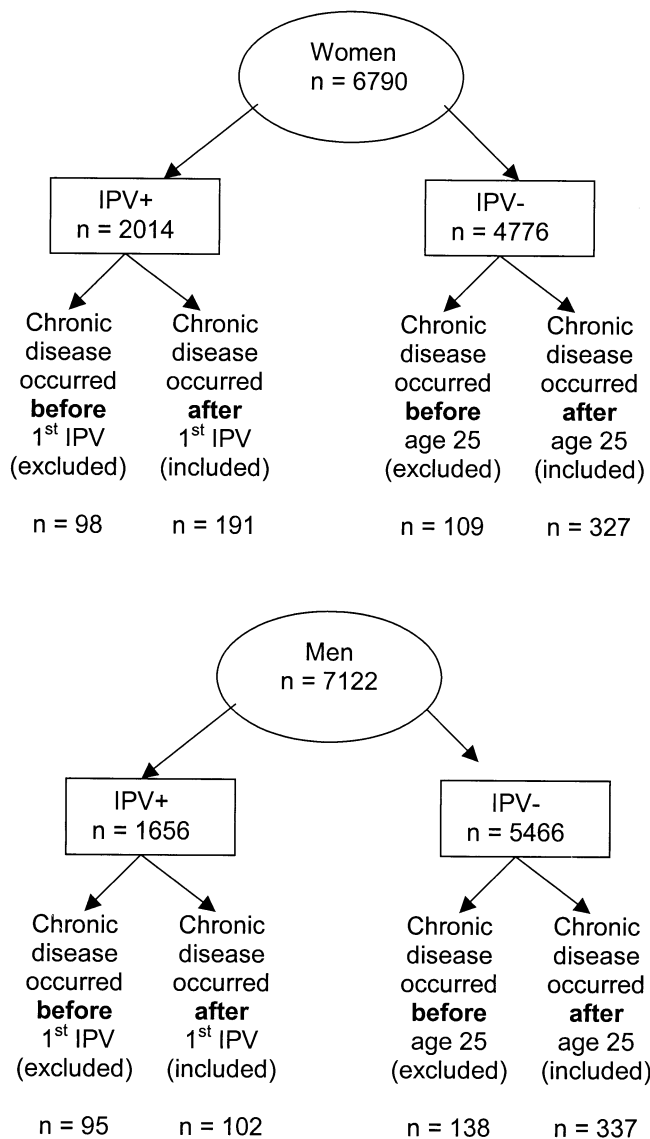 Women
n = 6790
IPV+
n = 2014
IPV-
n = 4776
Chronic
disease
occurred
before
1st IPV
(excluded)
n = 98
Chronic
disease
occurred
after
1st IPV
(included)
n = 191
Chronic
disease
occurred
before
age 25
(excluded)
n = 109
Chronic
disease
occurred
after
age 25
(included)
n = 327
Men
n = 7122
IPV+
n = 1656
IPV-
n = 5466
Chronic
disease
occurred
before
1st IPV
(excluded)
n = 95
Chronic
disease
occurred
after
1st IPV
(included)
n = 102
Chronic
disease
occurred
before
age 25
(excluded)
n = 138
Chronic
disease
occurred
after
age 25
(included)
n = 337